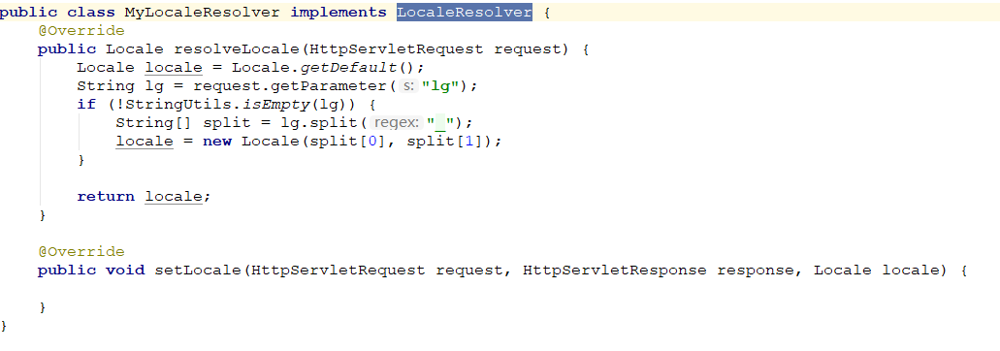 public class MyLocaleResolver implements LocaleResolver {
    @Override
    public Locale resolveLocale(HttpServletRequest request) {
        Locale locale = Locale.getDefault();
        String lg = request.getParameter( s: "lg");
        if (!StringUtils.isEmpty(lg)) {
            String[] split = lg.split( regex: "_");
            locale = new Locale(split[0], split[1]);
        }
        return locale;
    }
    @Override
    public void setLocale(HttpServletRequest request, HttpServletResponse response, Locale locale) {
    }
}